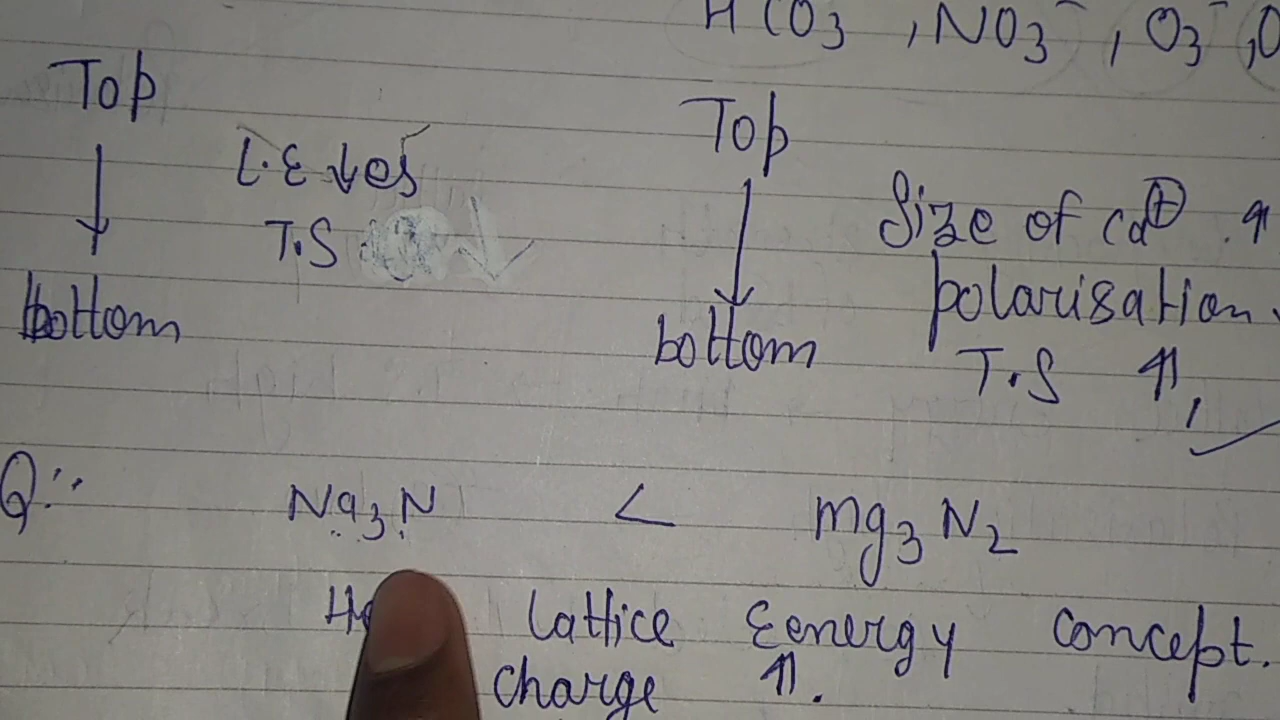 HCO3 , NO3⁻ , O3⁻ ,
Top
↓
bottom
L.E ↓es
T.S ↓
Top
↓
bottom
Size of ca⊕ ↑
polarisation
T.S ↑,
Q:· Na3N < Mg3N2
Lattice Eenergy concept.
charge ↑.